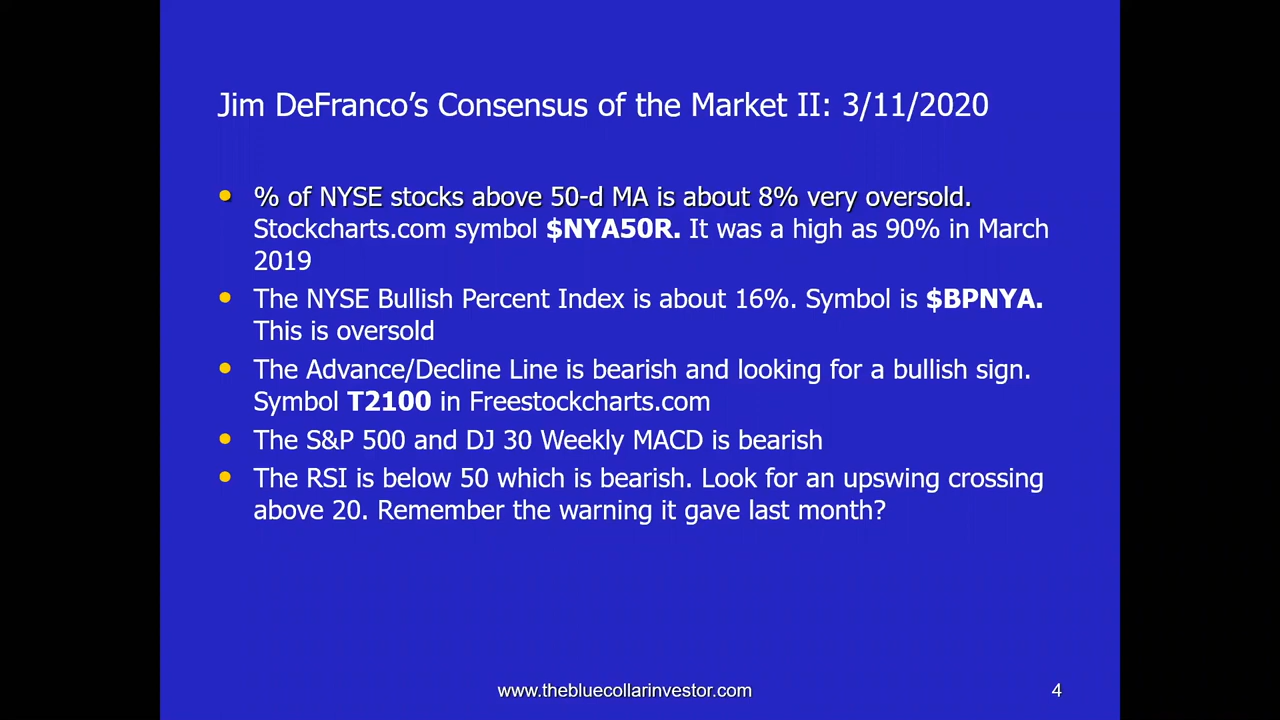 Jim DeFranco’s Consensus of the Market II: 3/11/2020
• % of NYSE stocks above 50-d MA is about 8% very oversold.
Stockcharts.com symbol $NYA50R. It was a high as 90% in March
2019
• The NYSE Bullish Percent Index is about 16%. Symbol is $BPNYA.
This is oversold
• The Advance/Decline Line is bearish and looking for a bullish sign.
Symbol T2100 in Freestockcharts.com
• The S&P 500 and DJ 30 Weekly MACD is bearish
• The RSI is below 50 which is bearish. Look for an upswing crossing
above 20. Remember the warning it gave last month?
www.thebluecollarinvestor.com
4